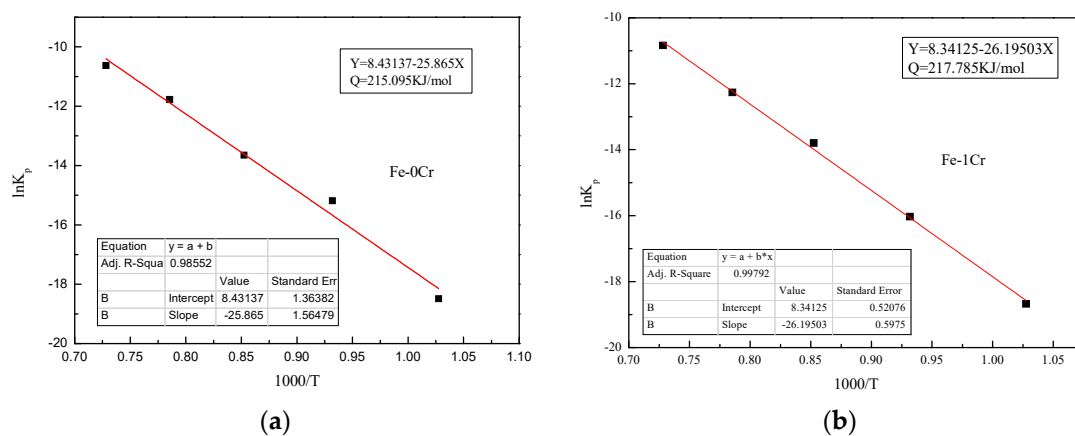 -10
-12
-14
-16
-18
-20
lnKp
0.70 0.75 0.80 0.85 0.90 0.95 1.00 1.05 1.10
1000/T
Y=8.43137-25.865X
Q=215.095KJ/mol
Fe-0Cr
Equation y = a + b
Adj. R-Squa 0.98552
Value Standard Err
B Intercept 8.43137 1.36382
B Slope -25.865 1.56479
(a)
-10
-12
-14
-16
-18
-20
lnKp
0.70 0.75 0.80 0.85 0.90 0.95 1.00 1.05
1000/T
Y=8.34125-26.19503X
Q=217.785KJ/mol
Fe-1Cr
Equation y = a + b*x
Adj. R-Square 0.99792
Value Standard Error
B Intercept 8.34125 0.52076
B Slope -26.19503 0.5975
(b)